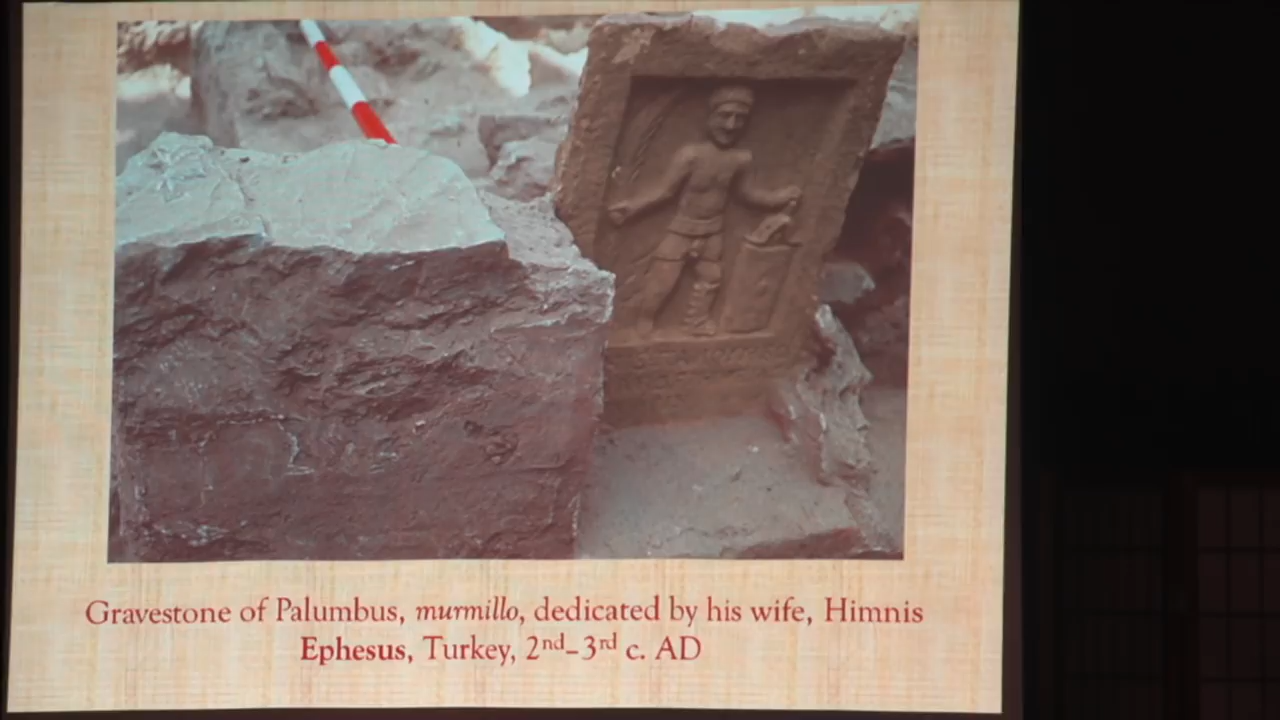 Gravestone of Palumbus, murmillo, dedicated by his wife, Himnis
Ephesus, Turkey, 2nd–3rd c. AD